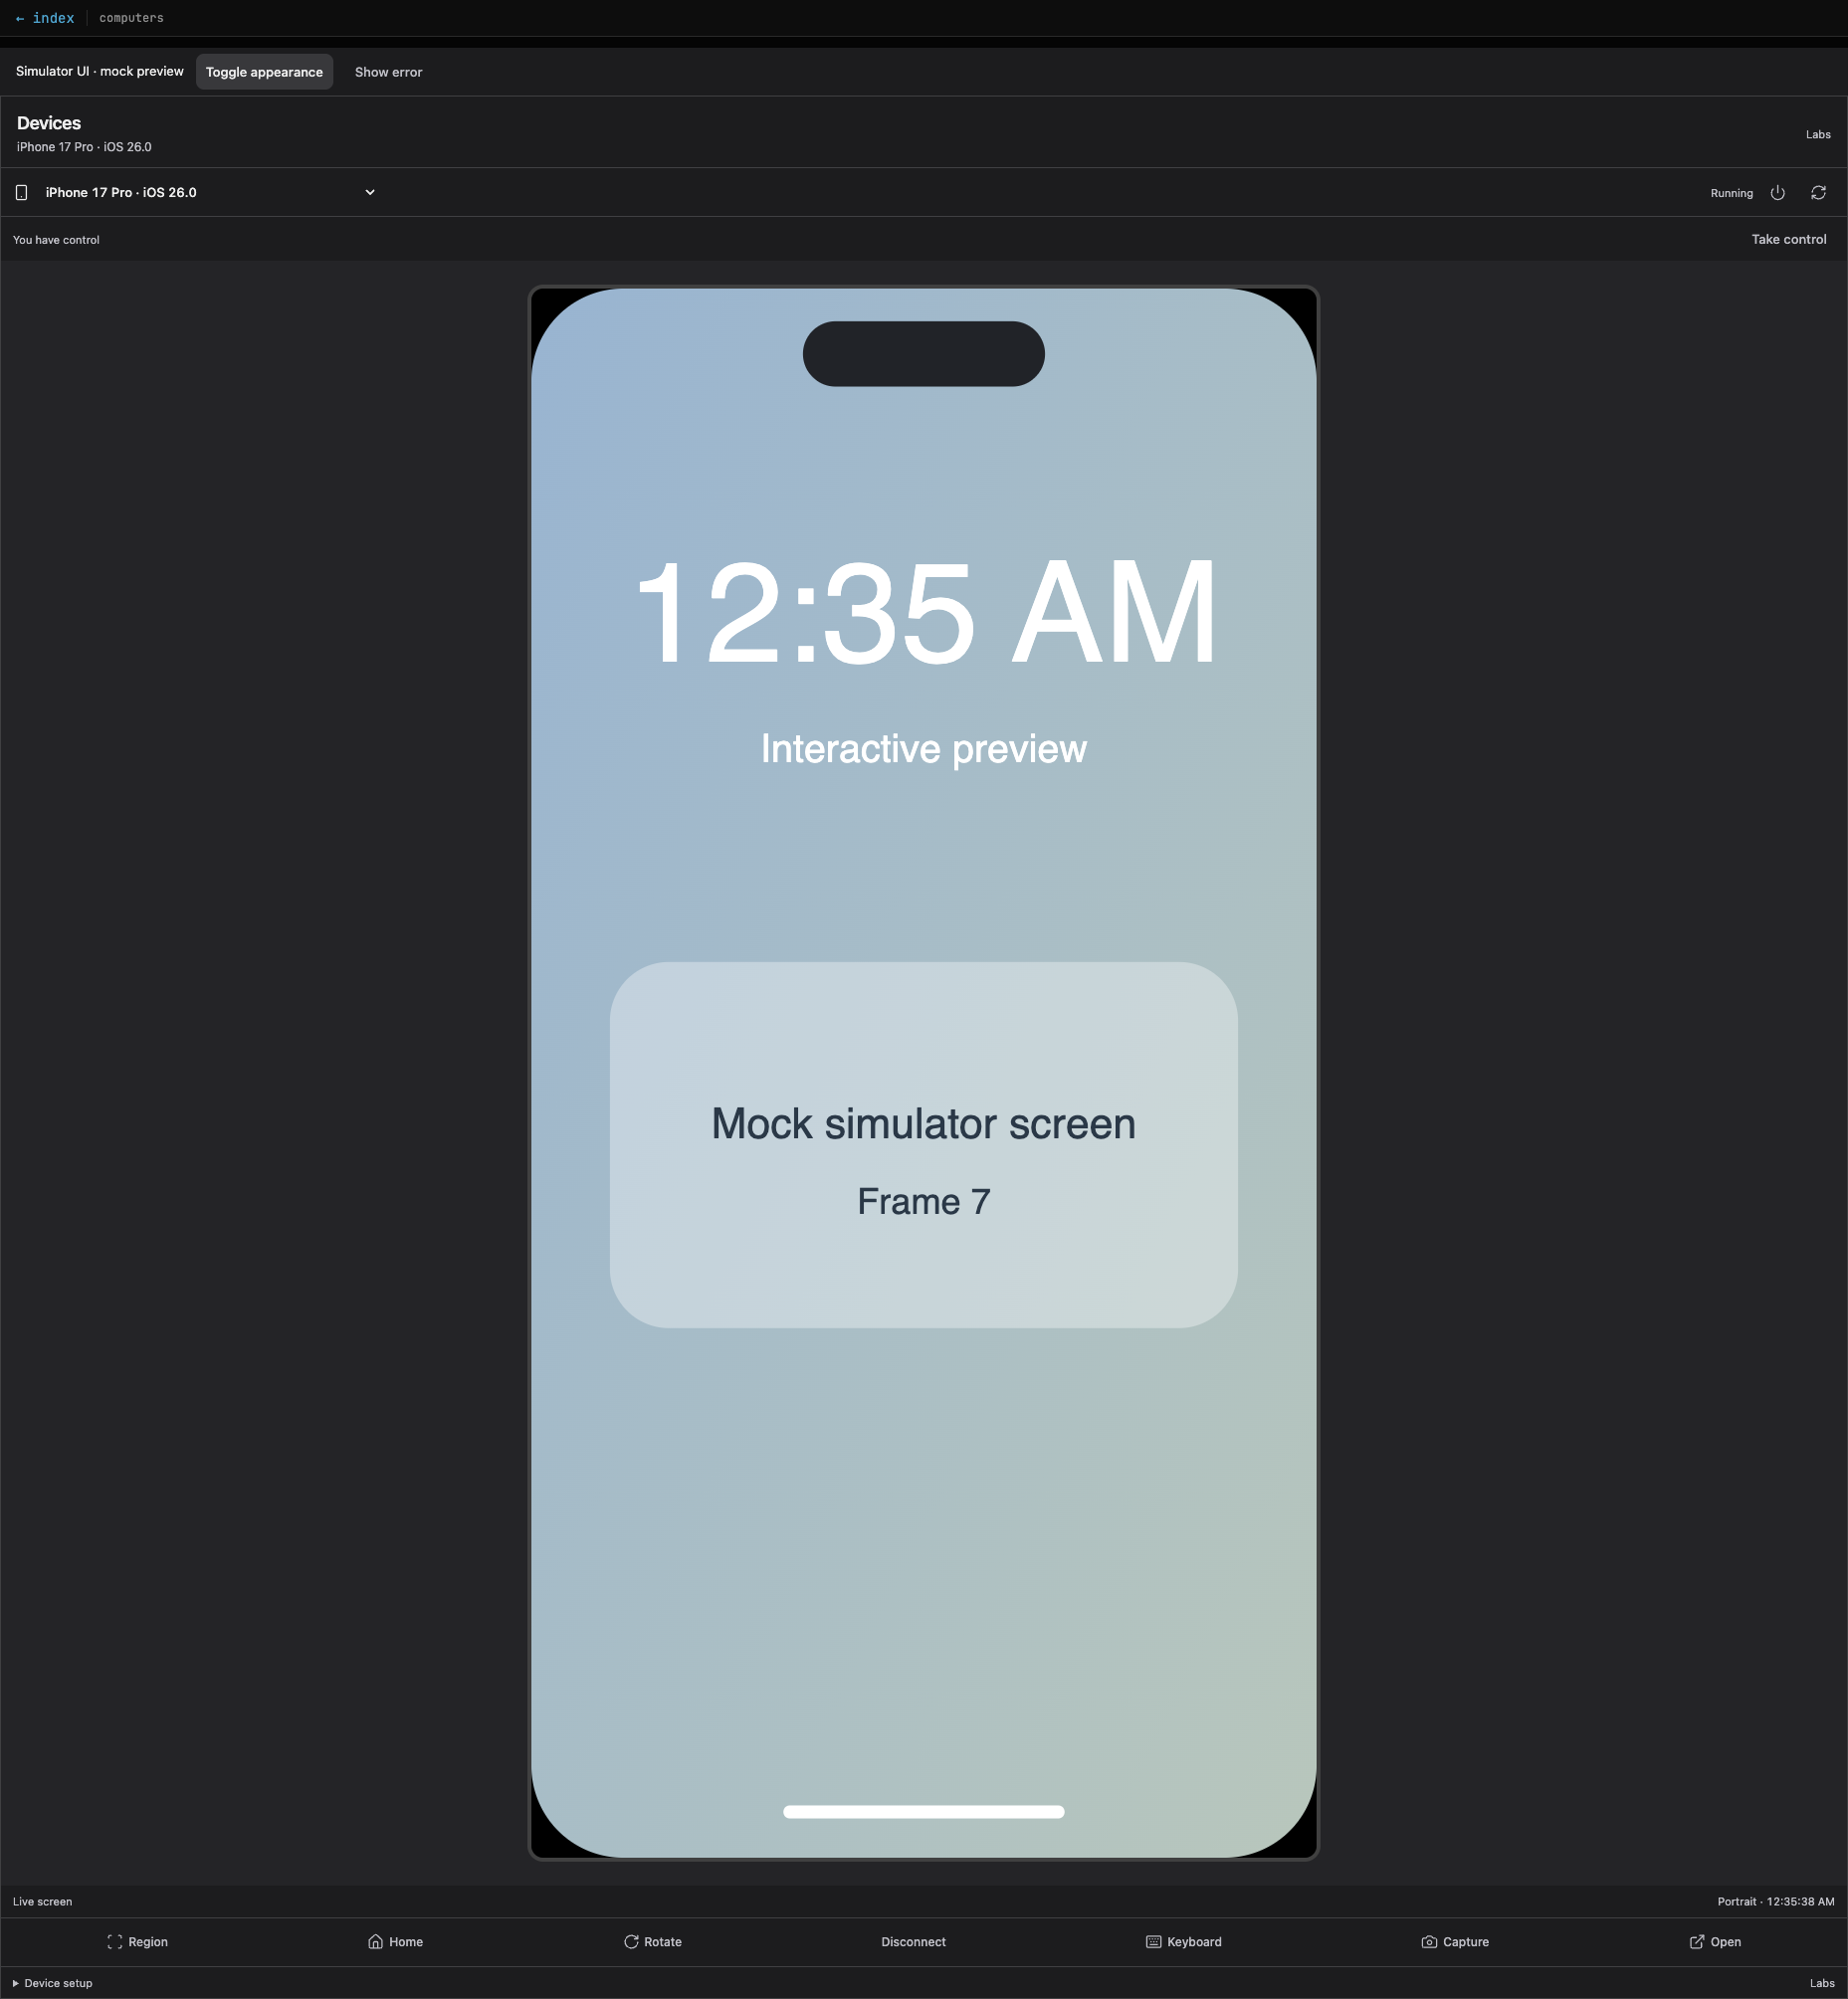 ← index computers
Simulator UI · mock preview Toggle appearance Show error
Devices
iPhone 17 Pro · iOS 26.0
Labs
iPhone 17 Pro · iOS 26.0 Running
You have control Take control
12:35 AM
Interactive preview
Mock simulator screen
Frame 7
Live screen Portrait · 12:35:38 AM
Region Home Rotate Disconnect Keyboard Capture Open
Device setup Labs